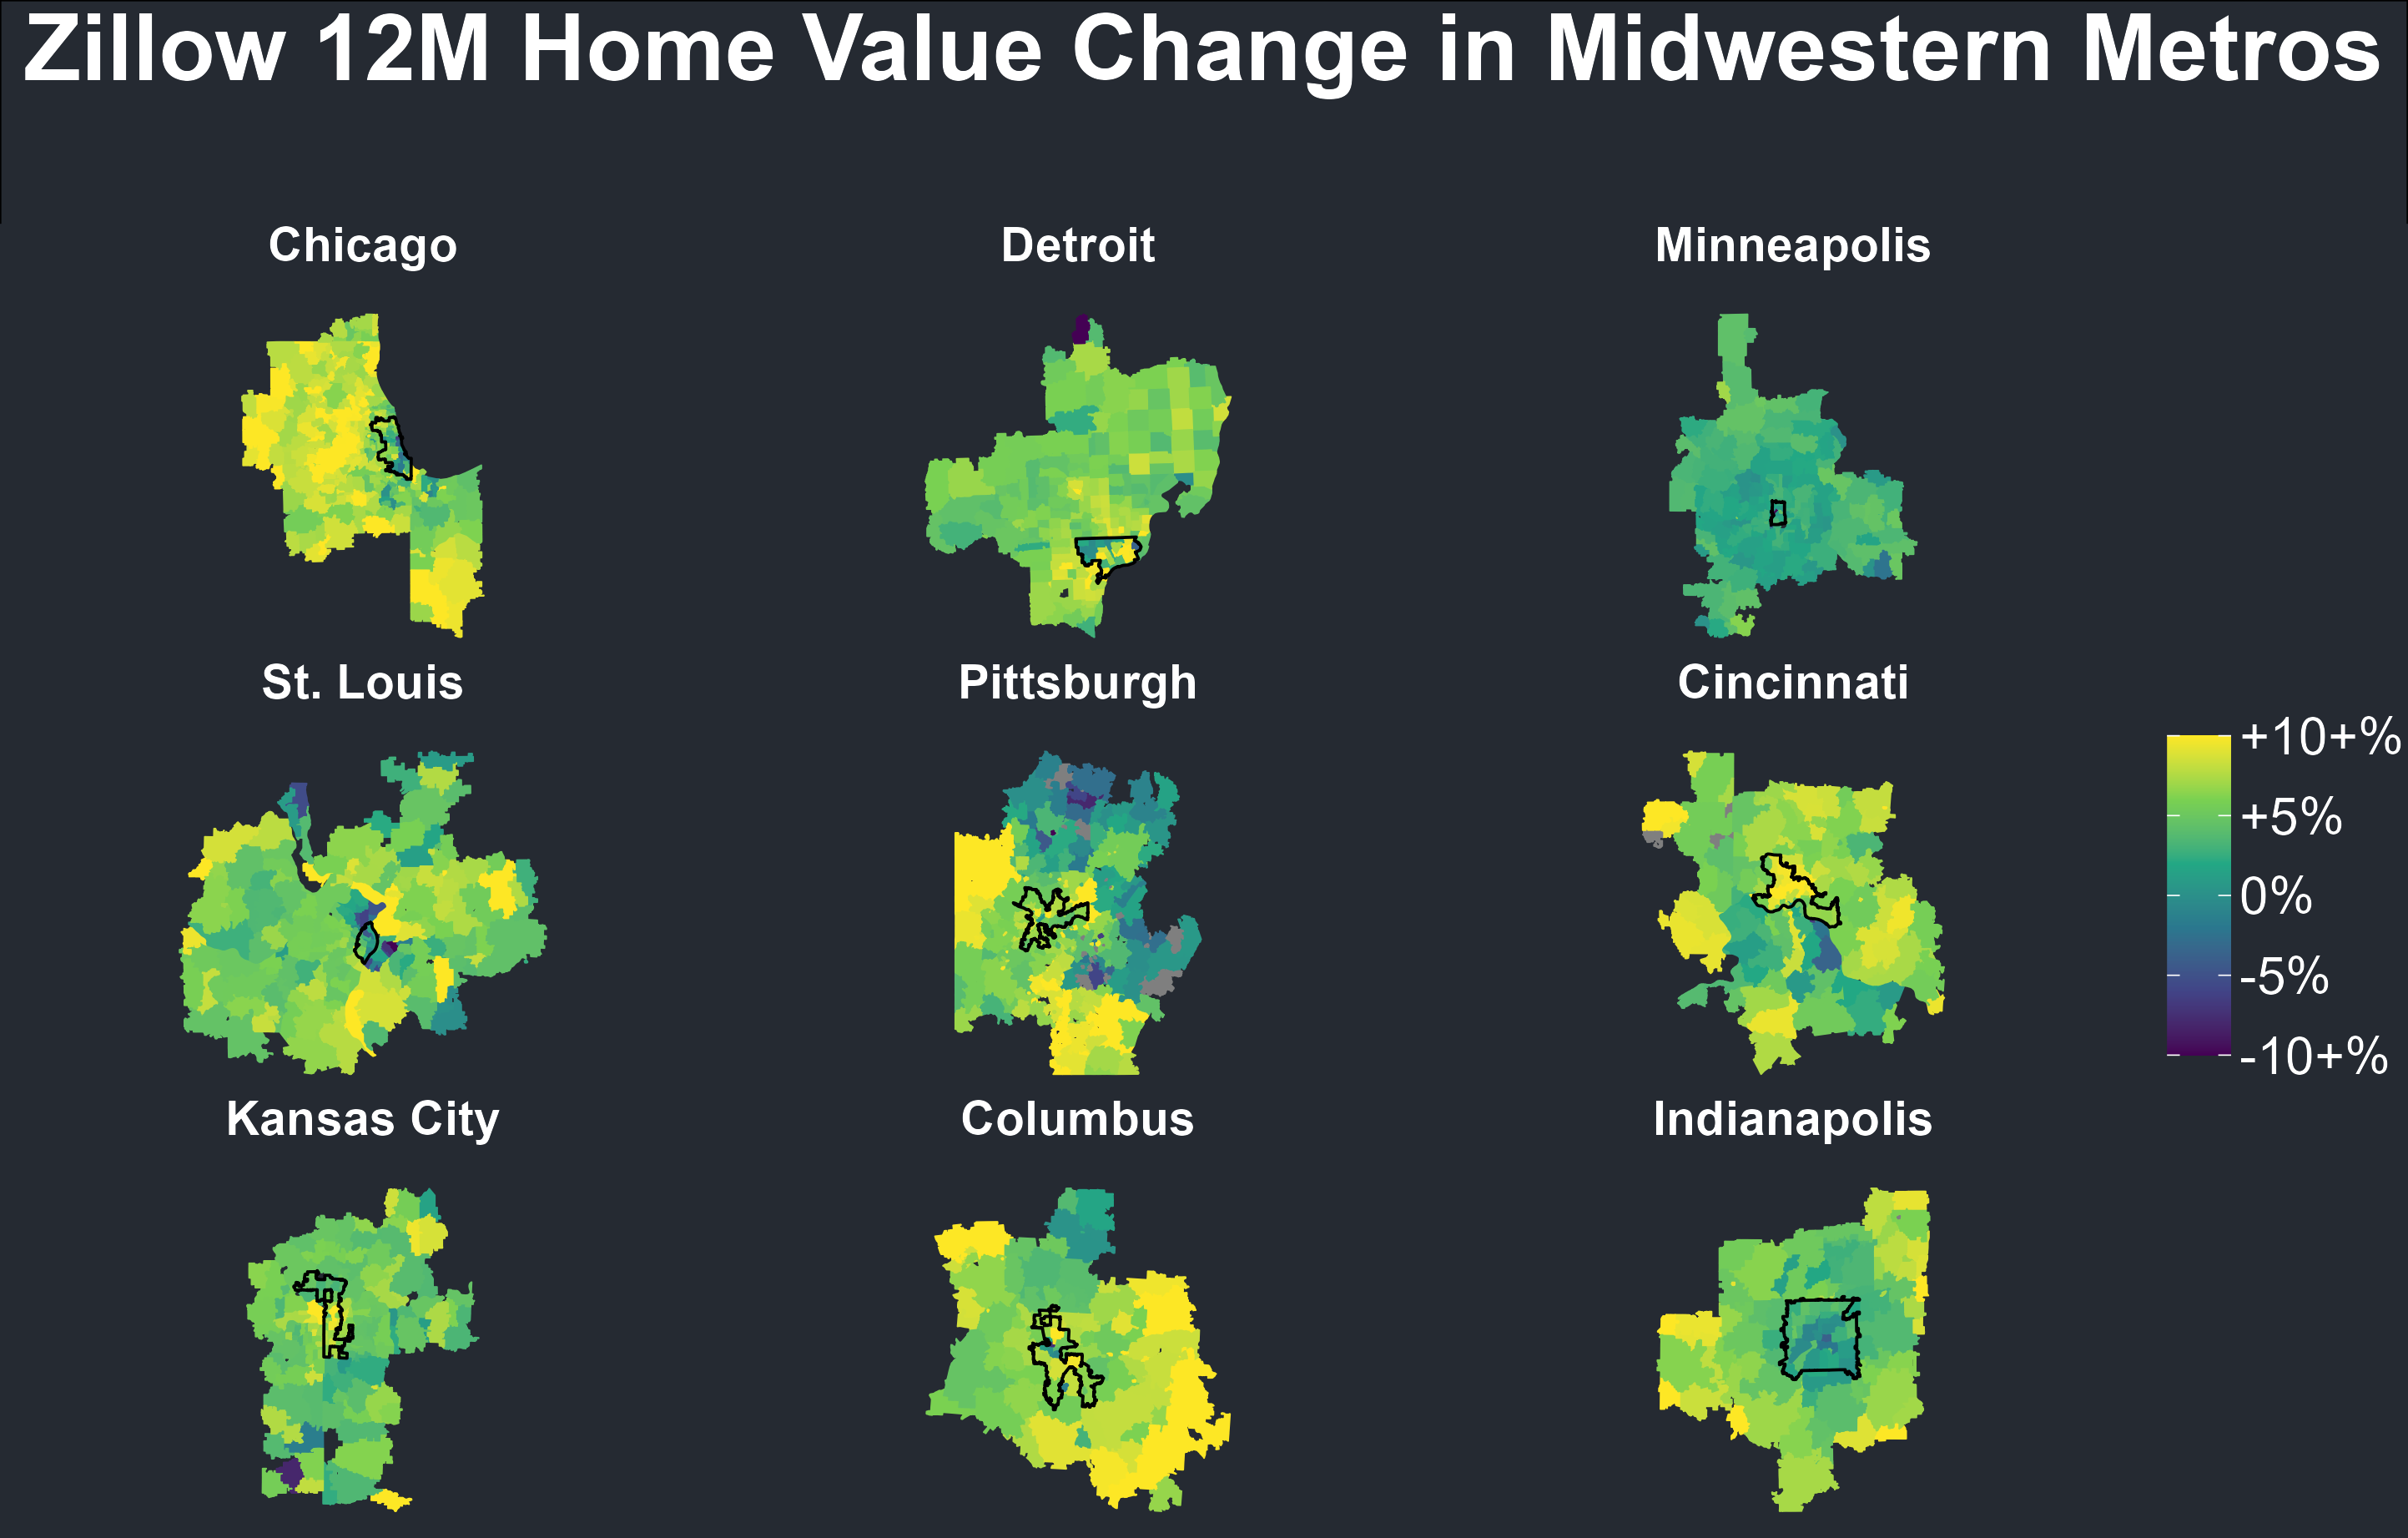 Zillow 12M Home Value Change in Midwestern Metros
Chicago
Detroit
Minneapolis
St. Louis
Pittsburgh
Cincinnati
+10+%
+5%
0%
-5%
-10+%
Kansas City
Columbus
Indianapolis